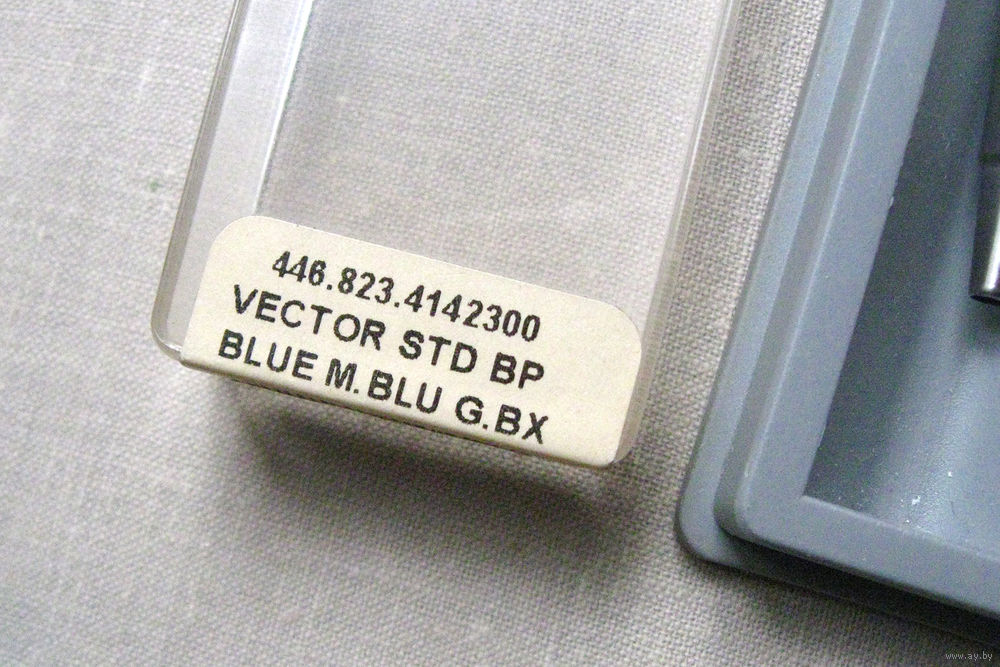 446.823.4142300
VECTOR STD BP
BLUE M.BLU G.BX
www.ay.by